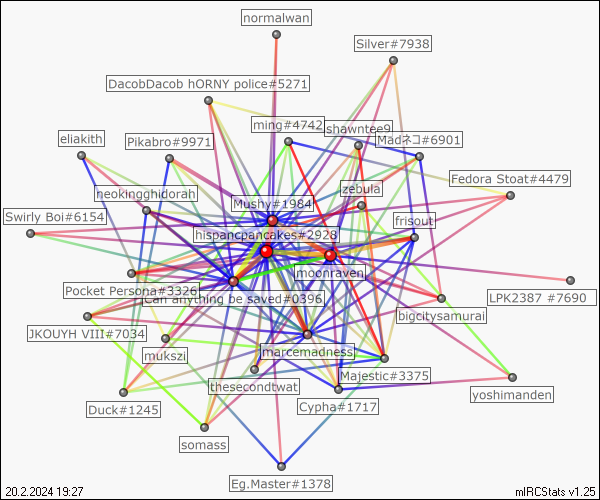 normalwan
Silver#7938
DacobDacob hORNY police#5271
ming#4742
shawntee9
eliakith
Pikabro#9971
Madネコ#6901
Fedora Stoat#4479
zebula
neokingghidorah
Mushy#1984
Swirly Boi#6154
frisout
hispancpancakes#2928
moonraven
Pocket Persona#3326
Can anything be saved#0396
LPK2387 #7690
bigcitysamurai
JKOUYH VIII#7034
marcemadness
mukszi
Majestic#3375
thesecondtwat
yoshimanden
Duck#1245
Cypha#1717
somass
Eg.Master#1378
20.2.2024 19:27
mIRCStats v1.25